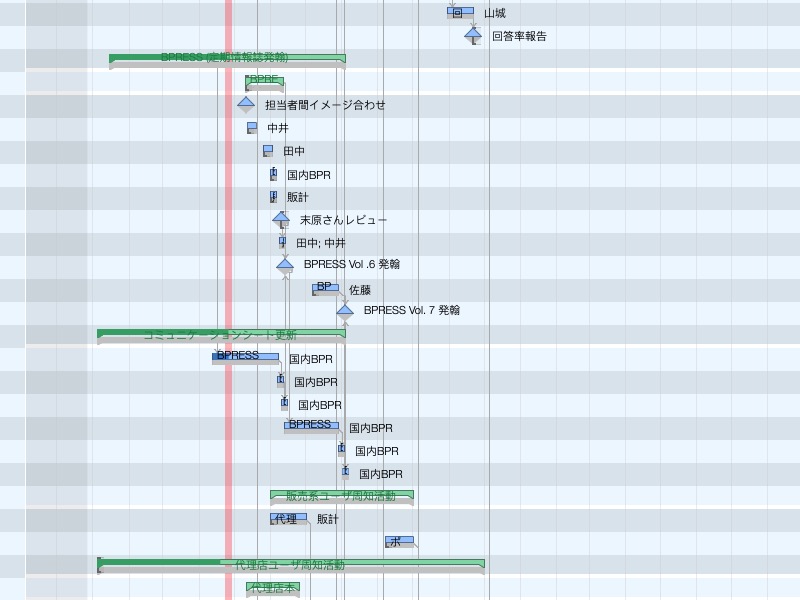 回 山城
回答率報告
BPRESS (定期情報誌発翰)
BPRE
担当者間イメージ合わせ
中井
田中
国内BPR
販計
末原さんレビュー
田中; 中井
BPRESS Vol .6 発翰
BP 佐藤
BPRESS Vol. 7 発翰
コミュニケーションシート更新
BPRESS 国内BPR
国内BPR
国内BPR
BPRESS 国内BPR
国内BPR
国内BPR
販売系ユーザ周知活動
代理 販計
ポ
代理店ユーザ周知活動
代理店本